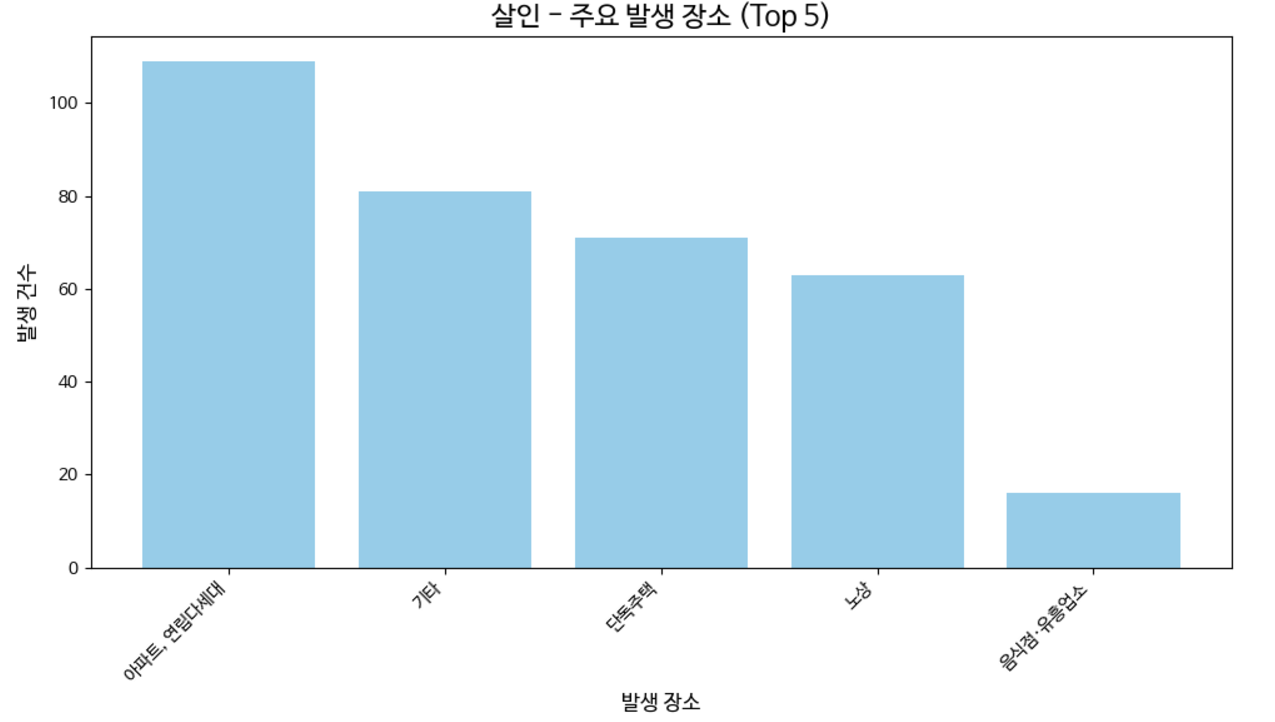 살인 - 주요 발생 장소 (Top 5)
발생 건수
100
80
60
40
20
0
아파트, 연립다세대
기타
단독주택
노상
음식점·유흥업소
발생 장소